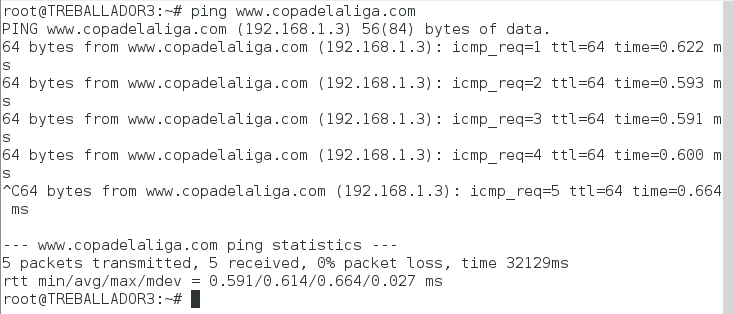 root@TREBALLADOR3:~# ping www.copadelaliga.com
PING www.copadelaliga.com (192.168.1.3) 56(84) bytes of data.
64 bytes from www.copadelaliga.com (192.168.1.3): icmp_req=1 ttl=64 time=0.622 m
s
64 bytes from www.copadelaliga.com (192.168.1.3): icmp_req=2 ttl=64 time=0.593 m
s
64 bytes from www.copadelaliga.com (192.168.1.3): icmp_req=3 ttl=64 time=0.591 m
s
64 bytes from www.copadelaliga.com (192.168.1.3): icmp_req=4 ttl=64 time=0.600 m
s
^C64 bytes from www.copadelaliga.com (192.168.1.3): icmp_req=5 ttl=64 time=0.664
 ms

--- www.copadelaliga.com ping statistics ---
5 packets transmitted, 5 received, 0% packet loss, time 32129ms
rtt min/avg/max/mdev = 0.591/0.614/0.664/0.027 ms
root@TREBALLADOR3:~#